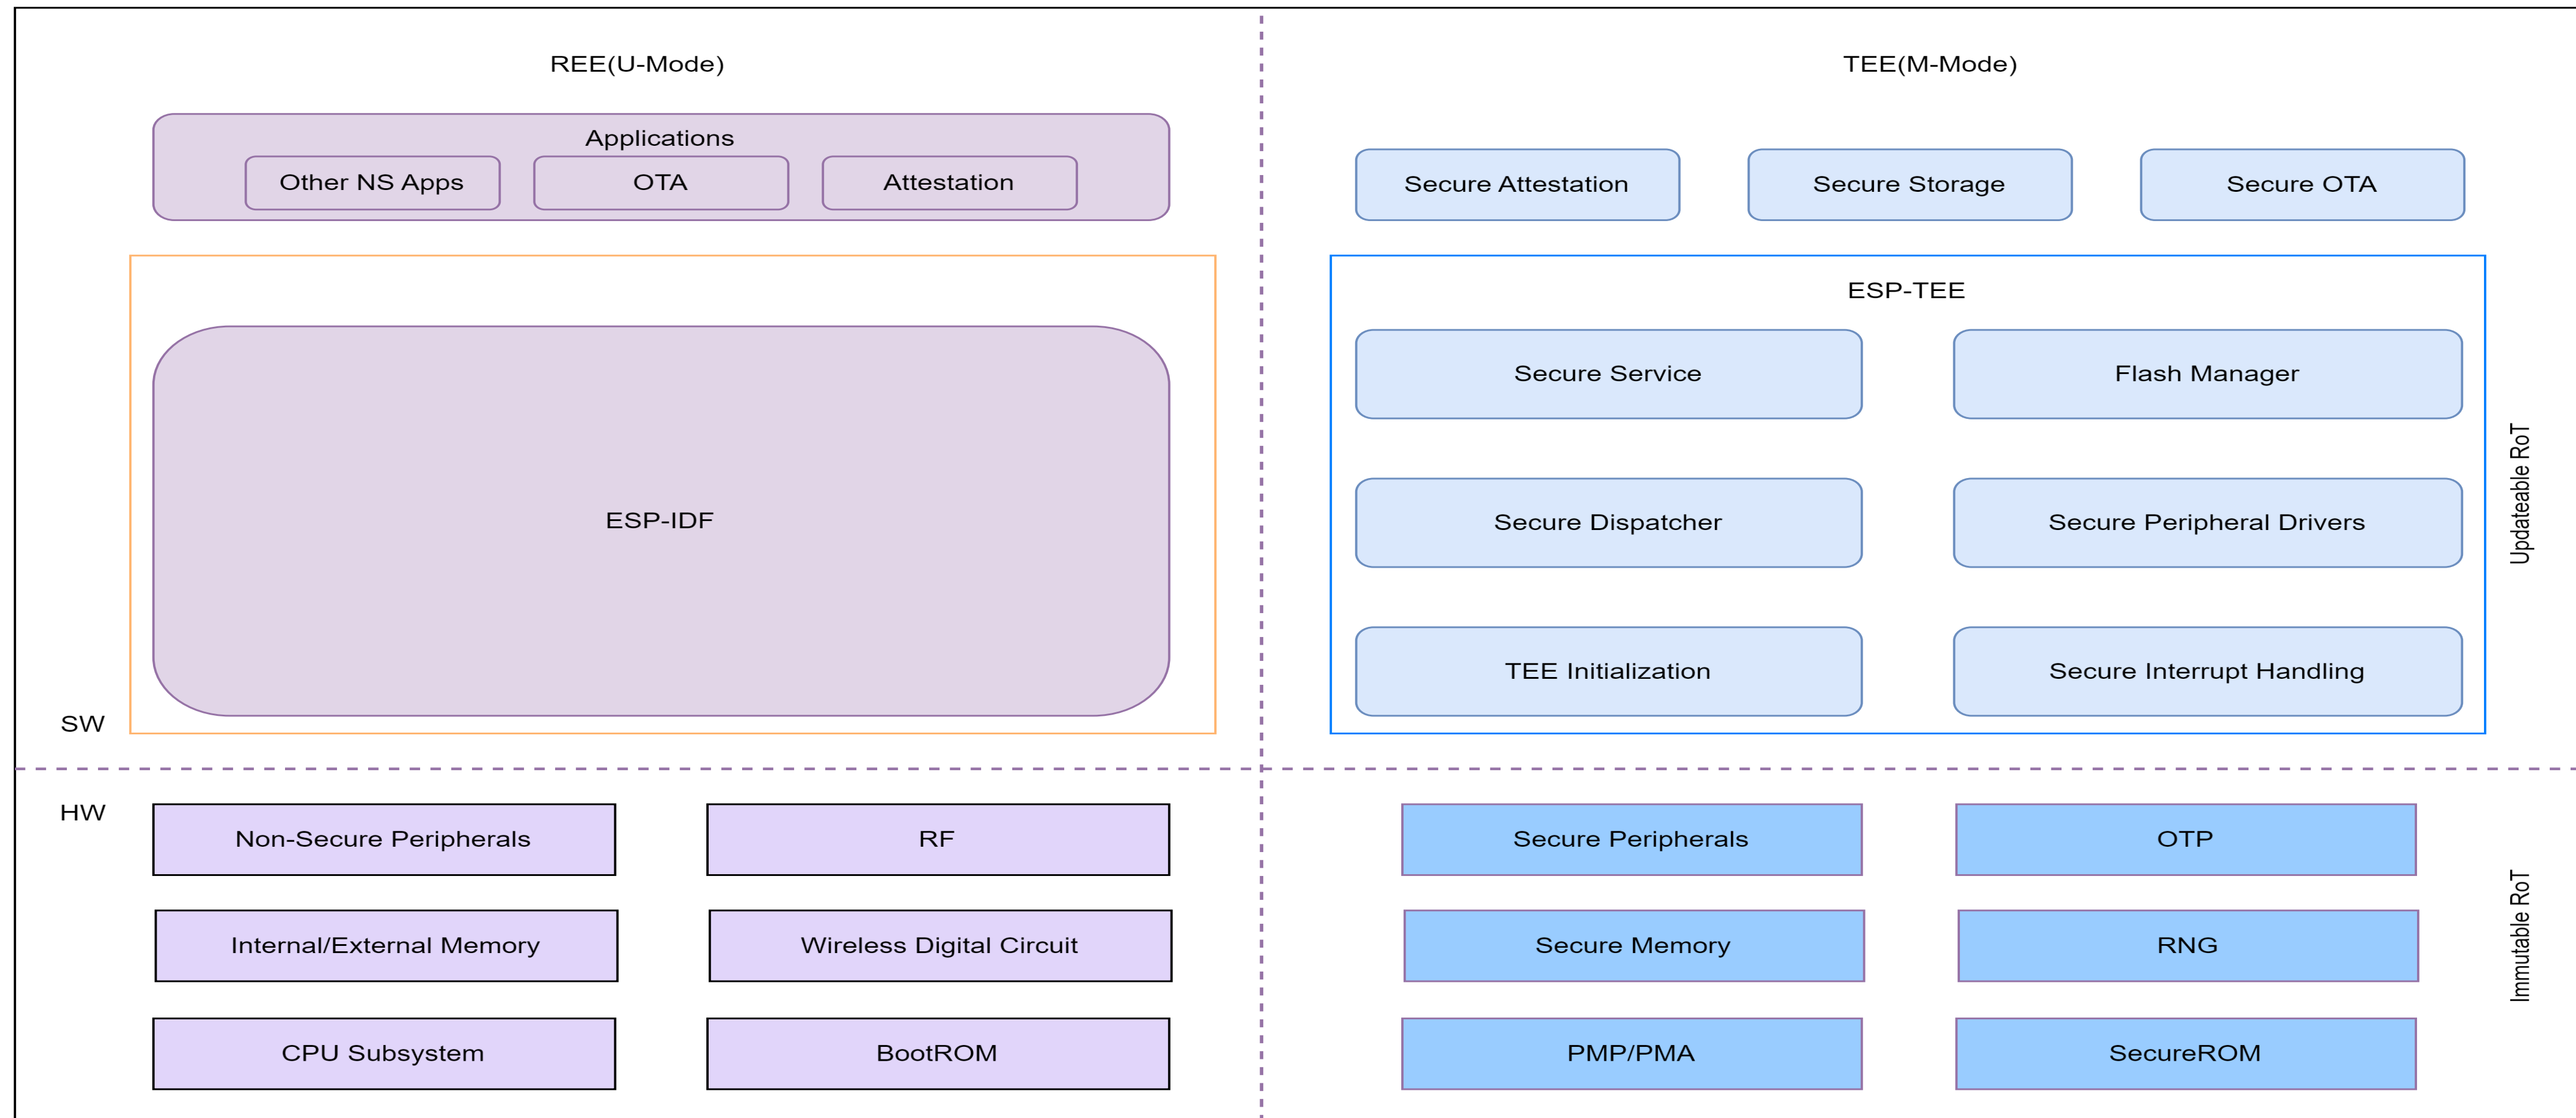 REE(U-Mode)
TEE(M-Mode)
Applications
Other NS Apps
OTA
Attestation
Secure Attestation
Secure Storage
Secure OTA
ESP-IDF
ESP-TEE
Secure Service
Flash Manager
Secure Dispatcher
Secure Peripheral Drivers
TEE Initialization
Secure Interrupt Handling
Updateable RoT
SW
HW
Non-Secure Peripherals
RF
Internal/External Memory
Wireless Digital Circuit
CPU Subsystem
BootROM
Secure Peripherals
OTP
Secure Memory
RNG
PMP/PMA
SecureROM
Immutable RoT